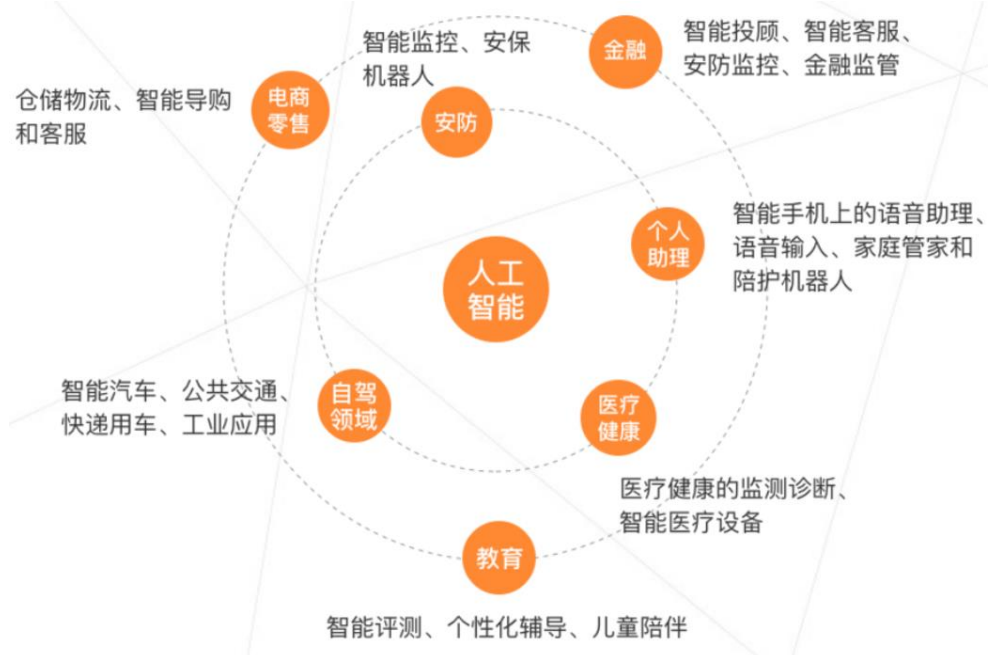 智能监控、安保
机器人
金融
智能投顾、智能客服、
安防监控、金融监管
仓储物流、智能导购
和客服
电商
零售
安防
个人
助理
智能手机上的语音助理、
语音输入、家庭管家和
陪护机器人
人工
智能
智能汽车、公共交通、
快递用车、工业应用
自驾
领域
医疗
健康
医疗健康的监测诊断、
智能医疗设备
教育
智能评测、个性化辅导、儿童陪伴